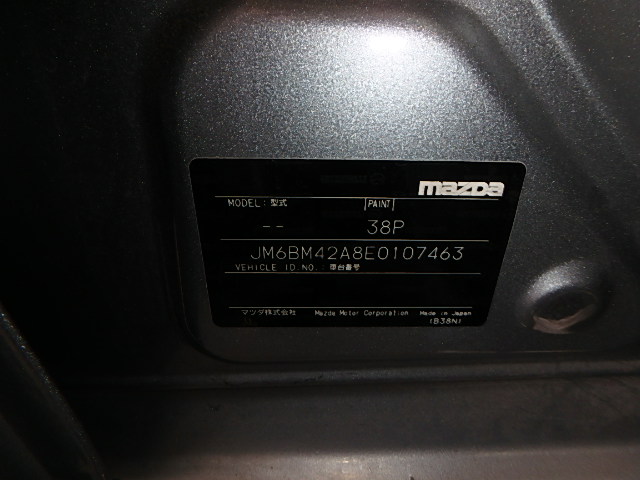 mazda
MODEL: 型式 PAINT
-- 38P
JM6BM42A8E0107463
VEHICLE ID.NO.: 車台番号
マツダ株式会社 Mazda Motor Corporation Made in Japan
(B38N)